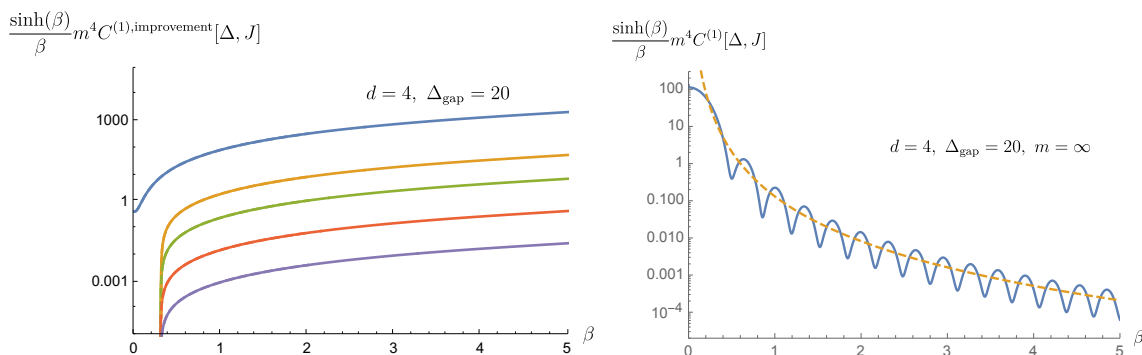 sinh(β)/β m⁴C⁽¹⁾,improvement[Δ, J]
d = 4, Δgap = 20
1000
1
0.001
0 1 2 3 4 5 β
sinh(β)/β m⁴C⁽¹⁾[Δ, J]
d = 4, Δgap = 20, m = ∞
100
10
1
0.100
0.010
0.001
10⁻⁴
0 1 2 3 4 5 β